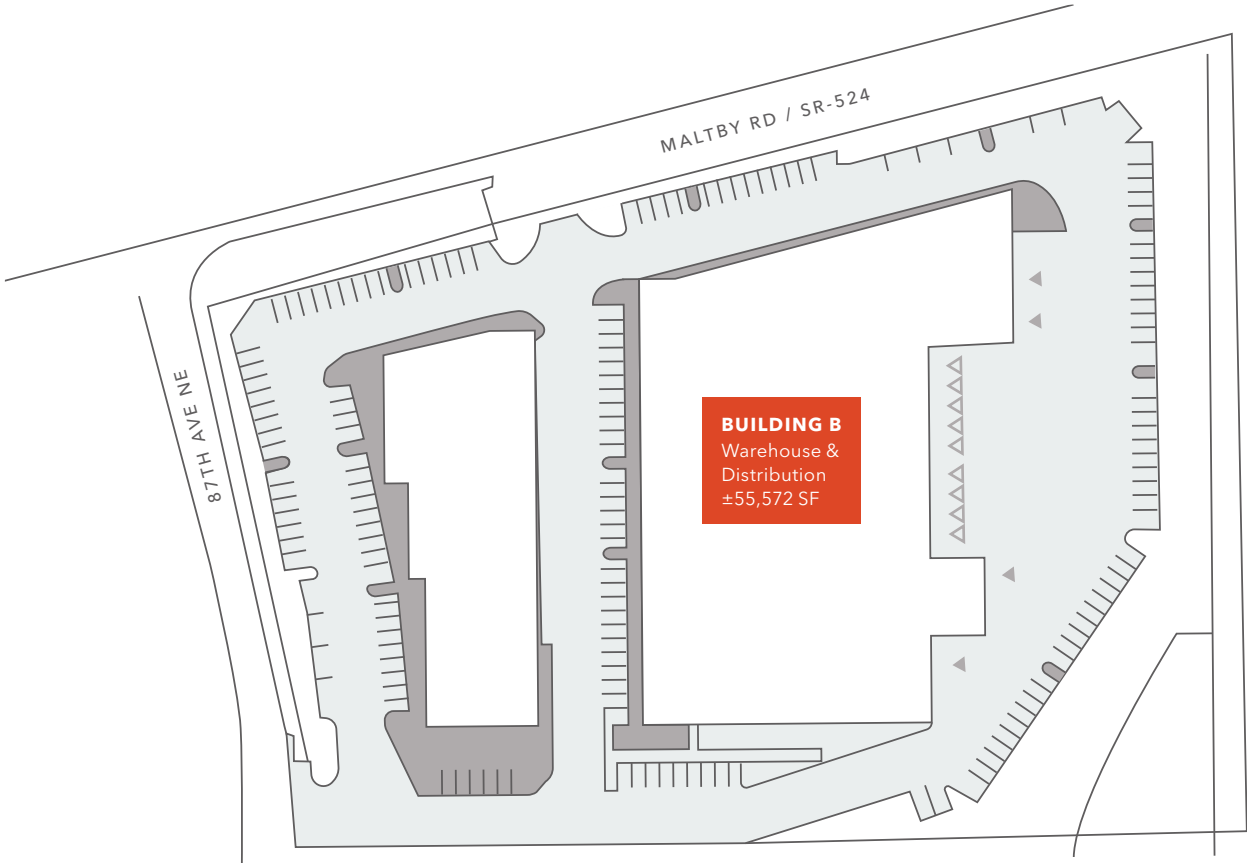 MALTBY RD / SR-524
87TH AVE NE
BUILDING B
Warehouse &
Distribution
±55,572 SF